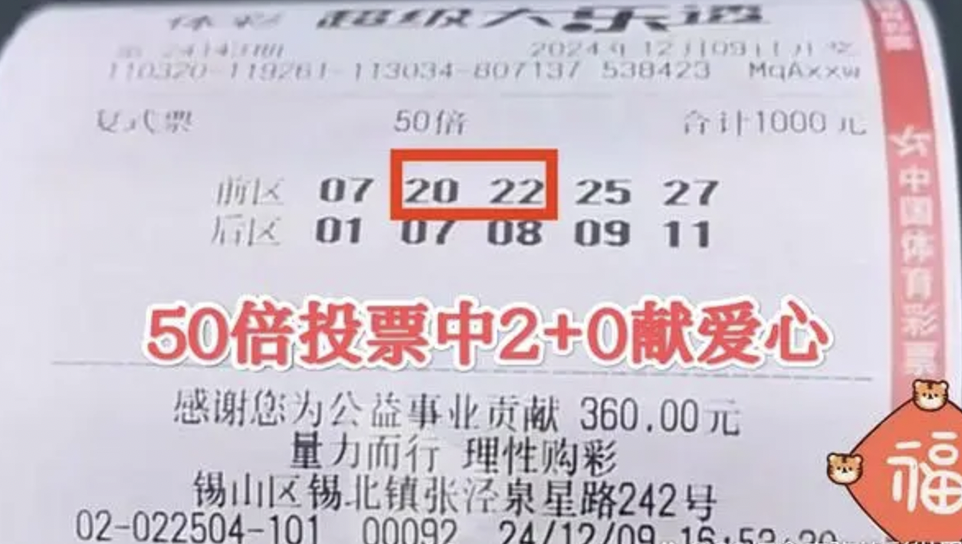 体彩 超级大乐透
第 24143期 2024年12月09日开奖
110320-119261-113034-807137 538423 MqAxxw
复式票 50倍 合计1000元
前区 07 20 22 25 27
后区 01 07 08 09 11
50倍投票中2+0献爱心
感谢您为公益事业贡献 360.00元
量力而行 理性购彩
锡山区锡北镇张泾泉星路242号
02-022504-101 00092 24/12/09
中国体育彩票
福